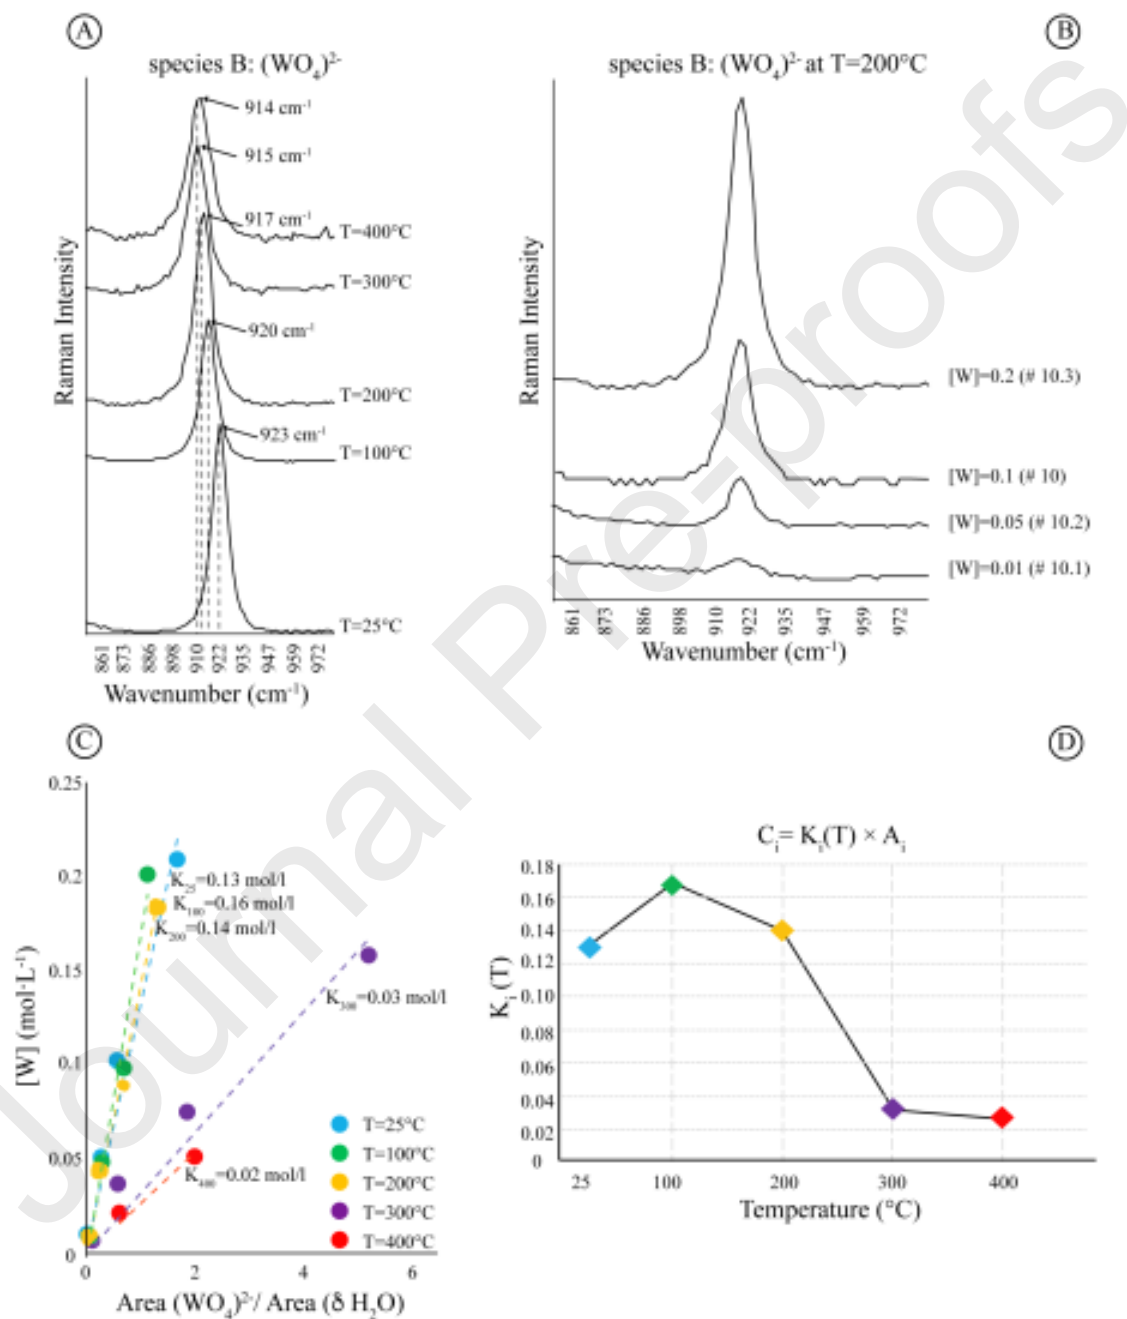 A
species B: (WO₄)²⁻
914 cm⁻¹
915 cm⁻¹
917 cm⁻¹
T=400°C
T=300°C
920 cm⁻¹
T=200°C
923 cm⁻¹
T=100°C
T=25°C
Raman Intensity
861 873 886 898 910 922 935 947 959 972
Wavenumber (cm⁻¹)
B
species B: (WO₄)²⁻ at T=200°C
Raman Intensity
[W]=0.2 (# 10.3)
[W]=0.1 (# 10)
[W]=0.05 (# 10.2)
[W]=0.01 (# 10.1)
861 873 886 898 910 922 935 947 959 972
Wavenumber (cm⁻¹)
C
[W] (mol·L⁻¹)
0.25
0.2
0.15
0.1
0.05
0
K₂₅=0.13 mol/l
K₁₀₀=0.16 mol/l
K₂₀₀=0.14 mol/l
K₃₀₀=0.03 mol/l
K₄₀₀=0.02 mol/l
T=25°C
T=100°C
T=200°C
T=300°C
T=400°C
0 2 4 6
Area (WO₄)²⁻/ Area (δ H₂O)
D
Cᵢ= Kᵢ(T) × Aᵢ
Kᵢ (T)
0.18
0.16
0.14
0.12
0.10
0.08
0.06
0.04
0.02
0
25 100 200 300 400
Temperature (°C)
Journal Pre-proofs